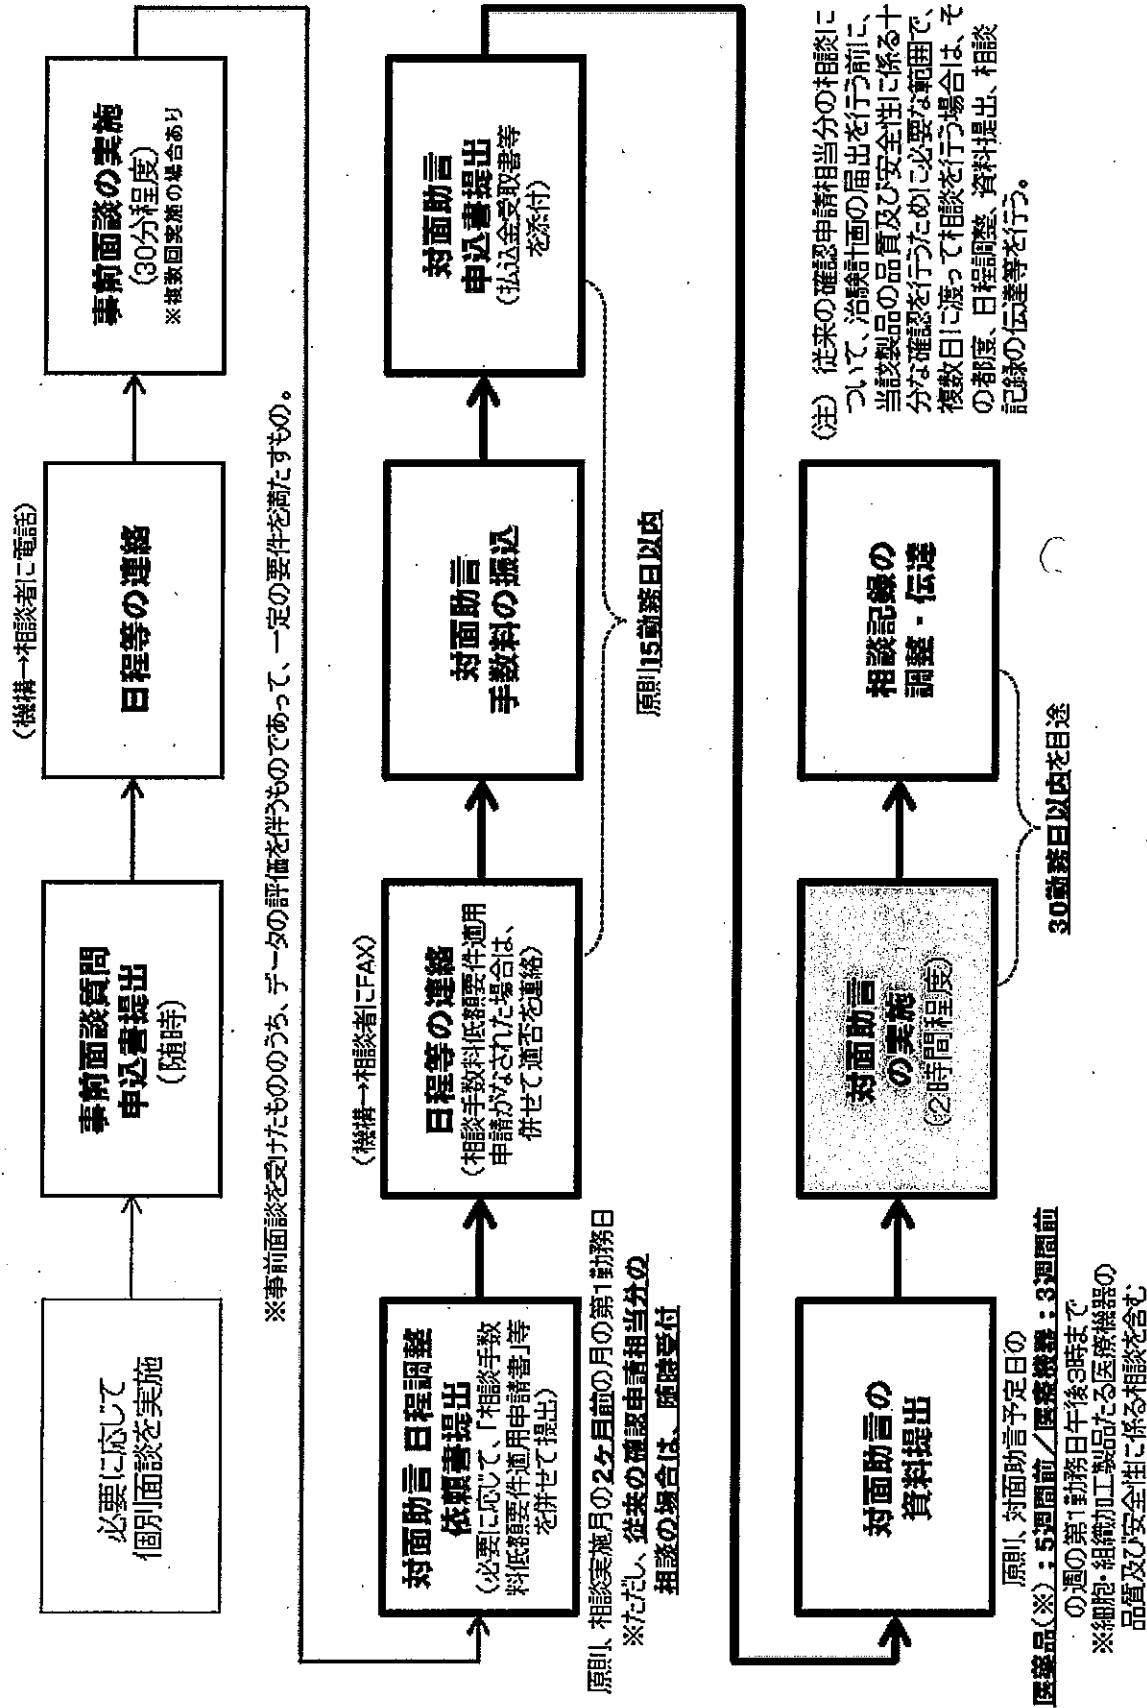 必要に応じて
個別面談を実施
事前面談質問
申込書提出
(随時)
(機構→相談者に電話)
日程等の連絡
事前面談の実施
(30分程度)
※複数回実施の場合あり
※事前面談を受けたもののうち、データの評価を伴うものであって、一定の要件を満たすもの。
対面助言 日程調整
依頼書提出
(必要に応じて、「相談手数
料低額要件適用申請書」等
を併せて提出)
原則、相談実施月の2ヶ月前の月の第1勤務日
※ただし、従来の確認申請相当分の
相談の場合は、随時受付
(機構→相談者にFAX)
日程等の連絡
(相談手数料低額要件適用
申請がなされた場合は、
併せて適否を連絡)
対面助言
手数料の振込
対面助言
申込書提出
(払込金受取書等
を添付)
原則15勤務日以内
対面助言の
資料提出
原則、対面助言予定日の
医薬品(※):5週間前/医療機器:3週間前
の週の第1勤務日午後3時まで
※細胞・組織加工製品たる医療機器の
品質及び安全性に係る相談を含む
対面助言
の実施
(2時間程度)
相談記録の
調整・伝達
30勤務日以内を目途
(注) 従来の確認申請相当分の相談に
ついて、治験計画の届出を行う前に、
当該製品の品質及び安全性に係る十
分な確認を行うために必要な範囲で、
複数日に渡って相談を行う場合は、そ
の都度、日程調整、資料提出、相談
記録の伝達等を行う。